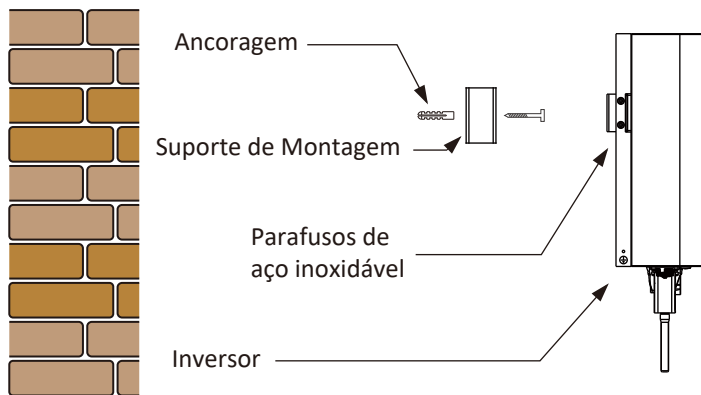 Ancoragem
Suporte de Montagem
Parafusos de
aço inoxidável
Inversor